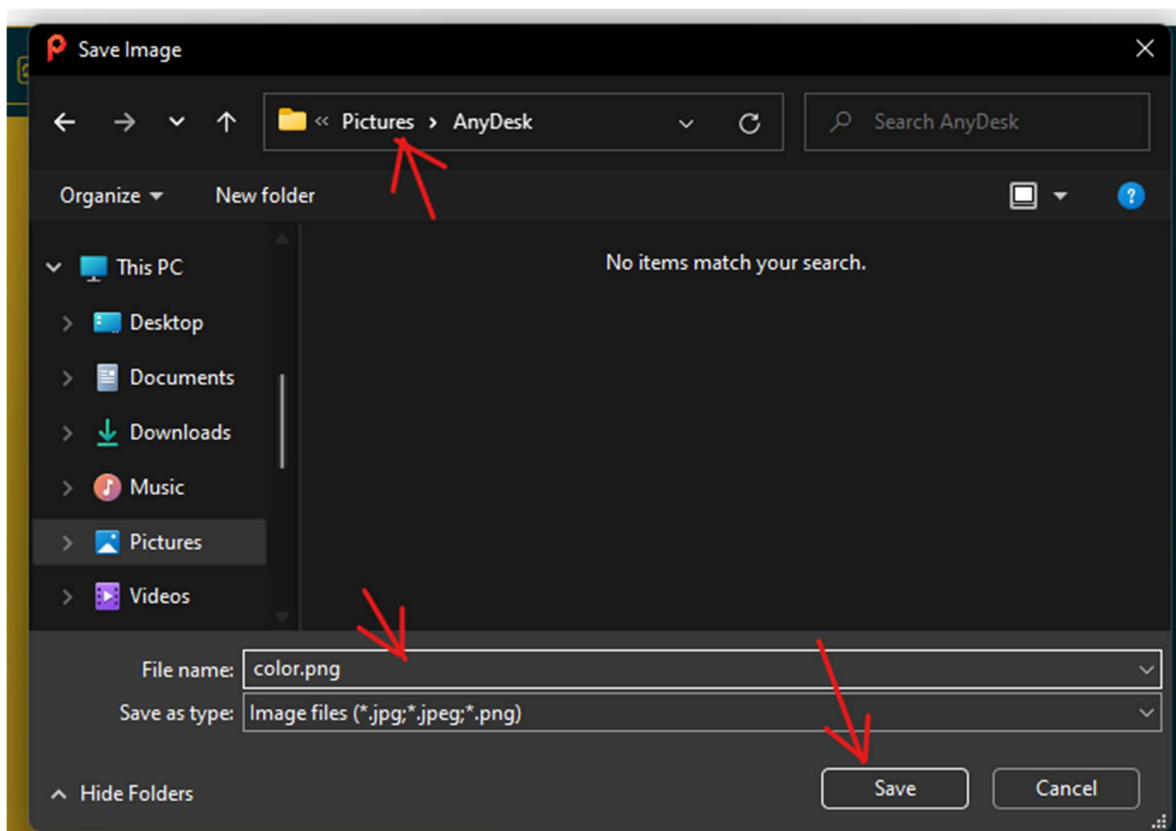 Save Image
« Pictures › AnyDesk
Search AnyDesk
Organize
New folder
This PC
No items match your search.
Desktop
Documents
Downloads
Music
Pictures
Videos
File name: color.png
Save as type: Image files (*.jpg;*.jpeg;*.png)
Hide Folders
Save
Cancel